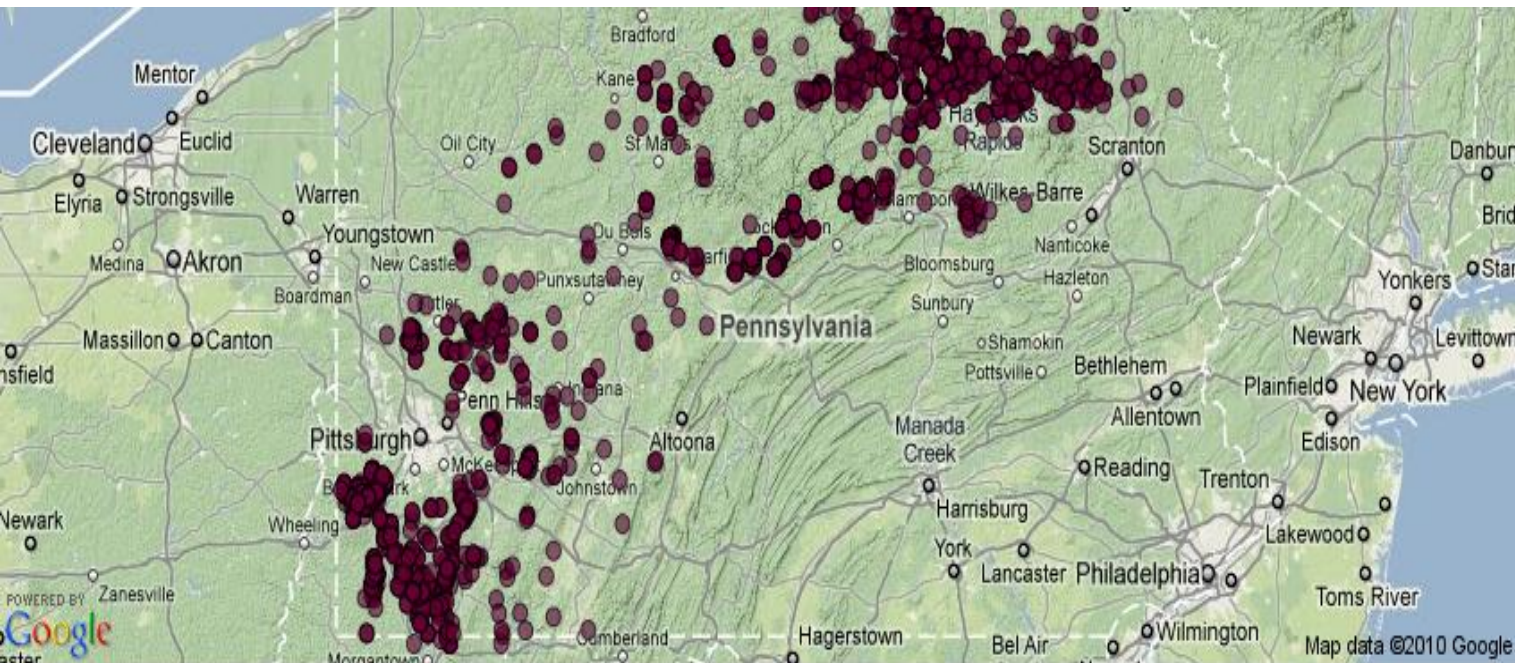 Bradford
Mentor
Kane
Euclid
Cleveland
Oil City
Rapids
Scranton
Danbury
Elyria
Strongsville
Warren
Wilkes-Barre
Youngstown
Du Bois
Nanticoke
Medina
Akron
New Castle
Bloomsburg
Hazleton
Boardman
Punxsutawney
Yonkers
Sunbury
Pennsylvania
Massillon
Canton
Shamokin
Newark
Levittown
nsfield
Pottsville
Bethlehem
Plainfield
New York
Penn Hills
Allentown
Manada
Creek
Pittsburgh
Altoona
Edison
Reading
Trenton
Johnstown
Harrisburg
Newark
Wheeling
Lakewood
York
Lancaster
Philadelphia
Zanesville
Toms River
POWERED BY
Google
Cumberland
Hagerstown
Wilmington
Bel Air
Morgantown
Map data ©2010 Google